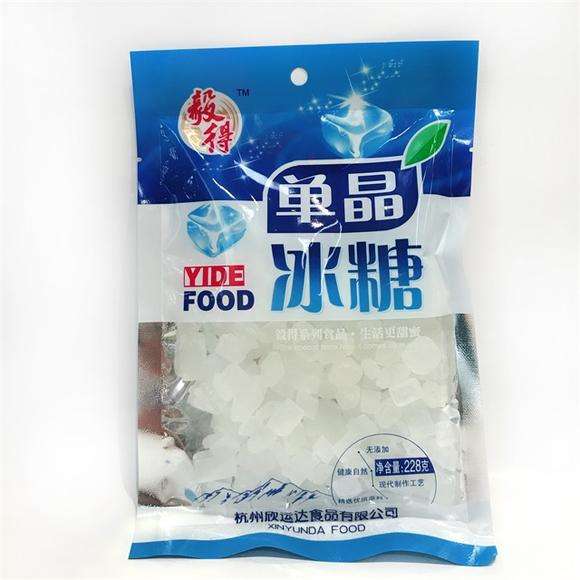 毅得
TM
单晶
冰糖
YIDE
FOOD
毅得系列食品·生活更甜蜜
无添加
健康自然
净含量:228克
现代制作工艺
杭州欣运达食品有限公司
XINYUNDA FOOD